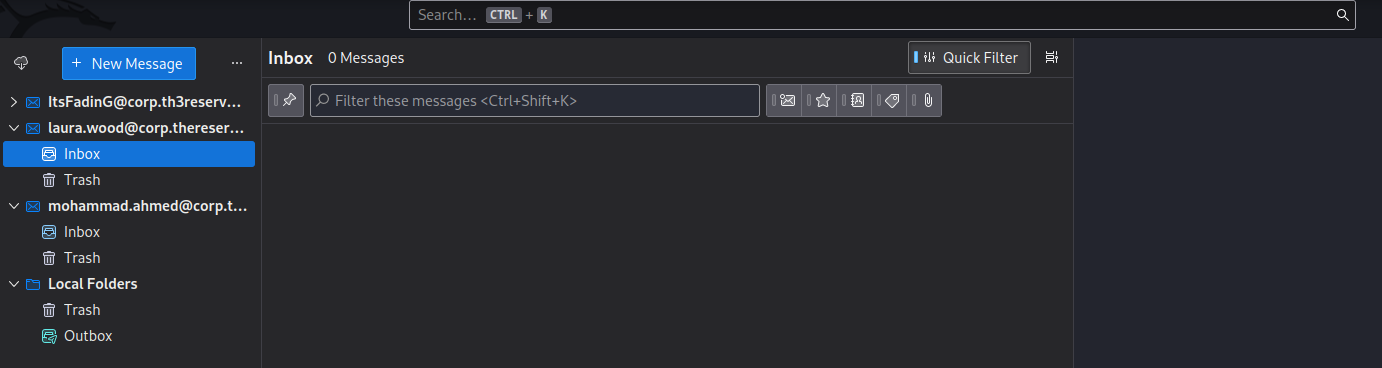 Search... CTRL + K
+ New Message ...
ItsFadinG@corp.th3reserv...
laura.wood@corp.thereser...
Inbox
Trash
mohammad.ahmed@corp.t...
Inbox
Trash
Local Folders
Trash
Outbox
Inbox 0 Messages Quick Filter
Filter these messages <Ctrl+Shift+K>